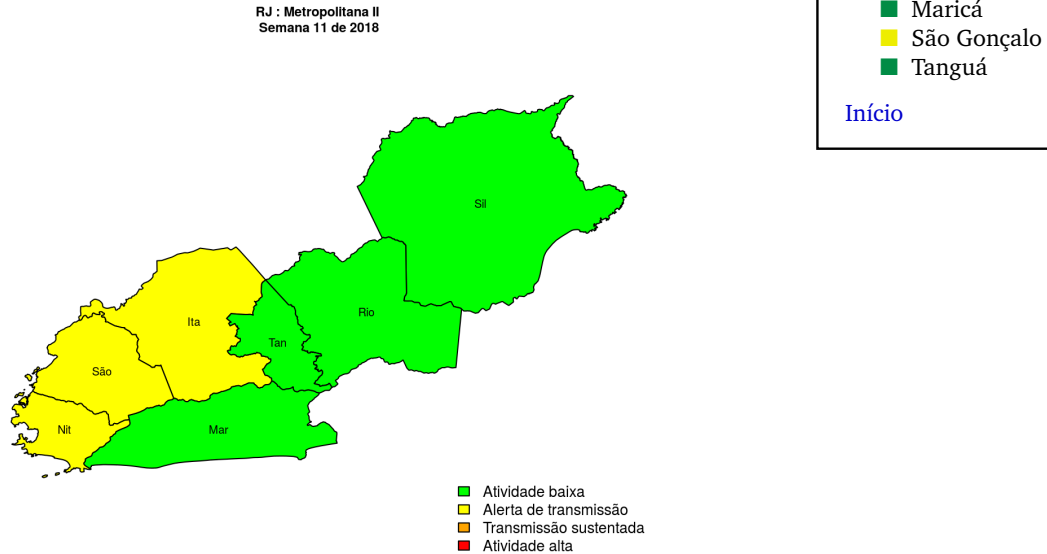 RJ : Metropolitana II
Semana 11 de 2018
Maricá
São Gonçalo
Tanguá
Início
Sil
Rio
Ita
Tan
São
Nit
Mar
Atividade baixa
Alerta de transmissão
Transmissão sustentada
Atividade alta